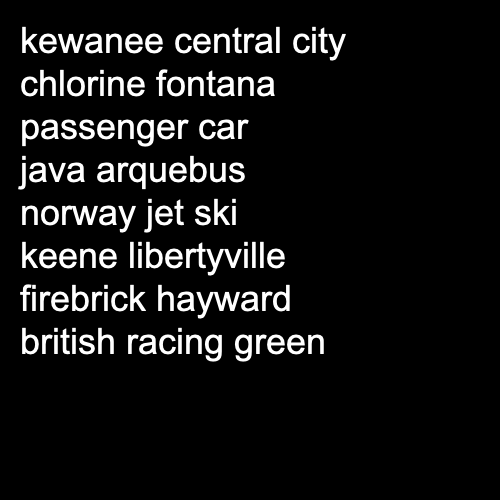 kewanee central city
chlorine fontana
passenger car
java arquebus
norway jet ski
keene libertyville
firebrick hayward
british racing green